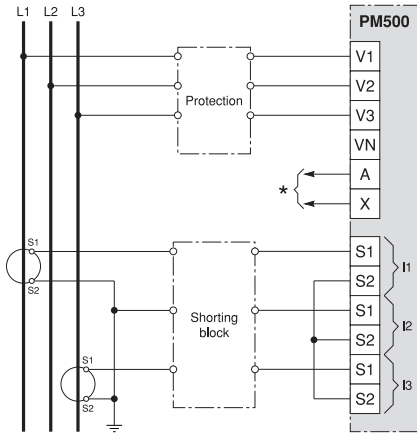 L1 L2 L3
PM500
V1
V2
Protection
V3
VN
A
*
X
S1
S1
S2
I1
S2
S1
Shorting
block
I2
S2
S1
S1
I3
S2
S2